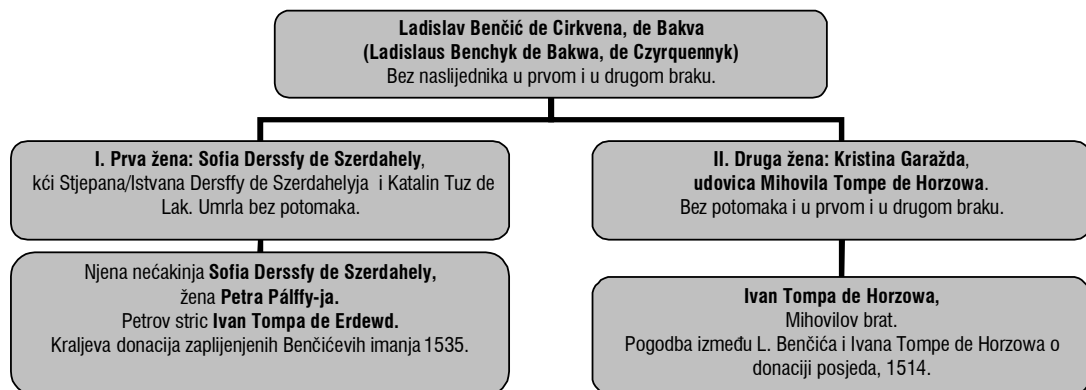 Ladislav Benčić de Cirkvena, de Bakva
(Ladislaus Benchyk de Bakwa, de Czyrquennyk)
Bez naslijednika u prvom i u drugom braku.
I. Prva žena: Sofia Derssfy de Szerdahely,
kći Stjepana/Istvana Dersffy de Szerdahelyja i Katalin Tuz de
Lak. Umrla bez potomaka.
II. Druga žena: Kristina Garažda,
udovica Mihovila Tompe de Horzowa.
Bez potomaka i u prvom i u drugom braku.
Njena nećakinja Sofia Derssfy de Szerdahely,
žena Petra Pálffy-ja.
Petrov stric Ivan Tompa de Erdewd.
Kraljeva donacija zaplijenjenih Benčićevih imanja 1535.
Ivan Tompa de Horzowa,
Mihovilov brat.
Pogodba između L. Benčića i Ivana Tompe de Horzowa o
donaciji posjeda, 1514.